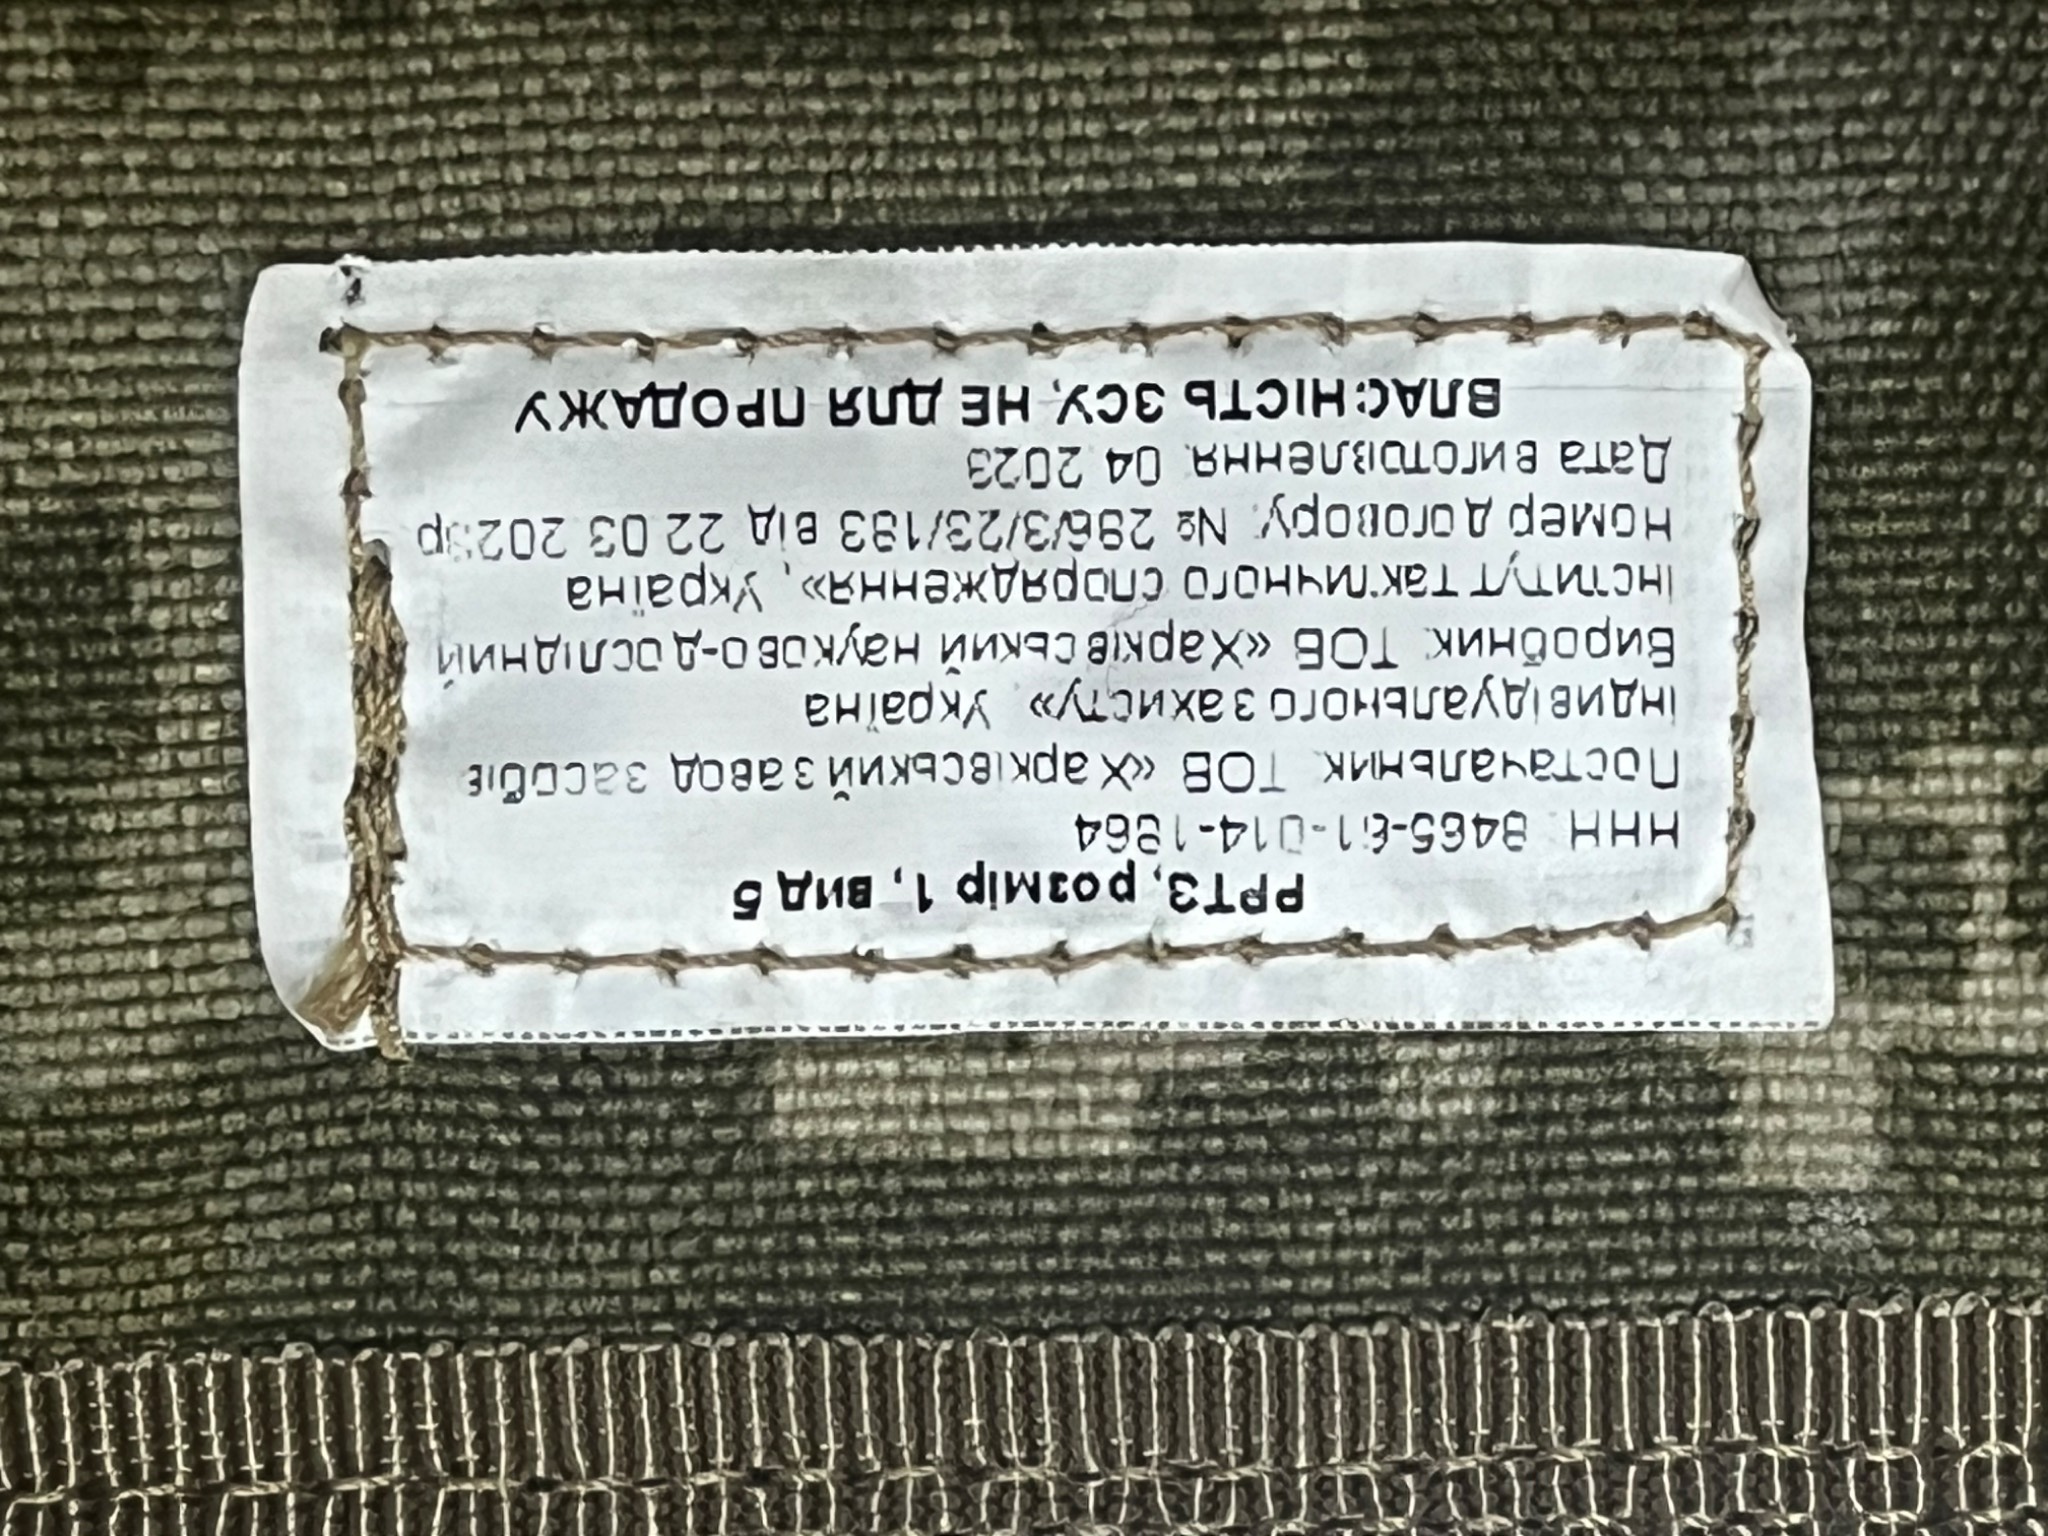 РРТЗ, розмір 1, вид Б
ННН: 8465-61-014-1864
Постачальник: ТОВ «Харківський завод засобів
індивідуального захисту», Україна
Виробник: ТОВ «Харківський науково-дослідний
інститут тактичного спорядження», Україна
Номер договору: № 286/3/23/193 від 22.03.2023р
Дата виготовлення: 04.2023
ВЛАСНІСТЬ ЗСУ, НЕ ДЛЯ ПРОДАЖУ